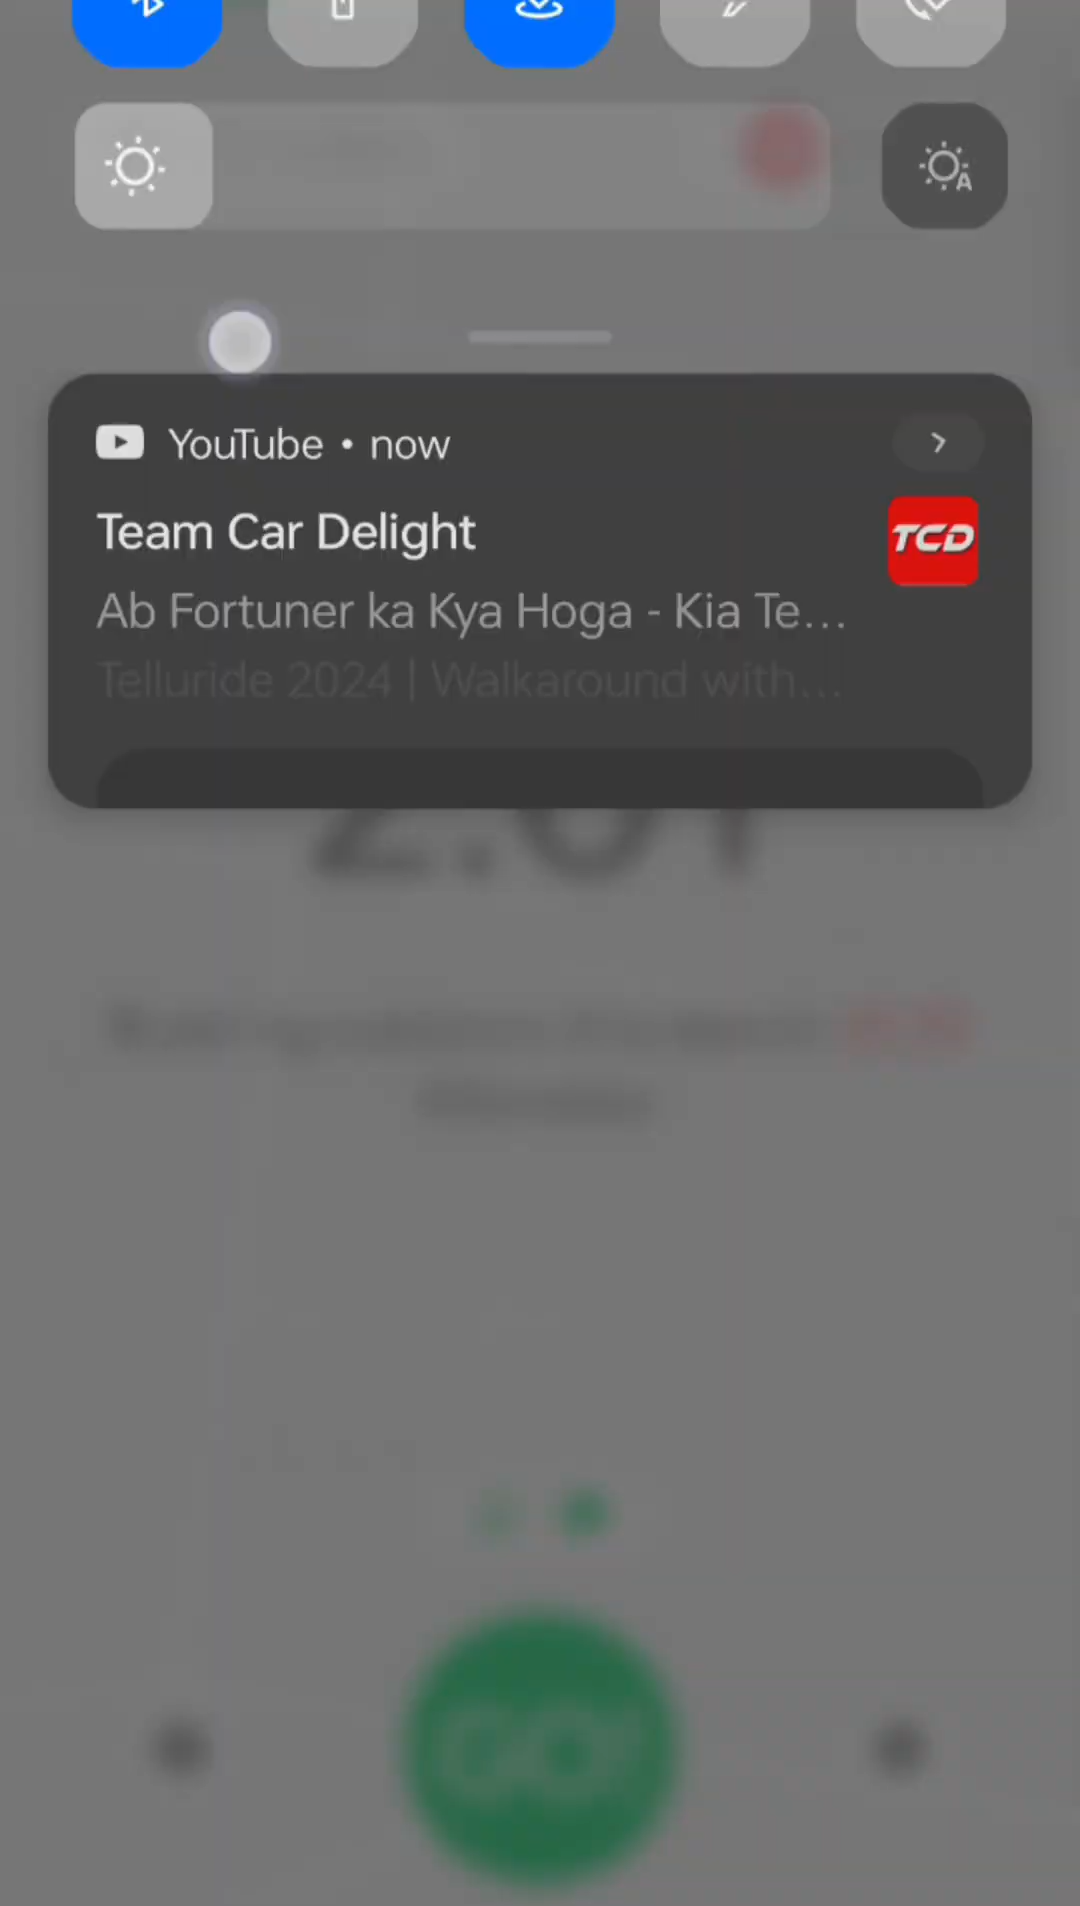 A
YouTube • now
Team Car Delight
TCD
Ab Fortuner ka Kya Hoga - Kia Te...
Telluride 2024 | Walkaround with...